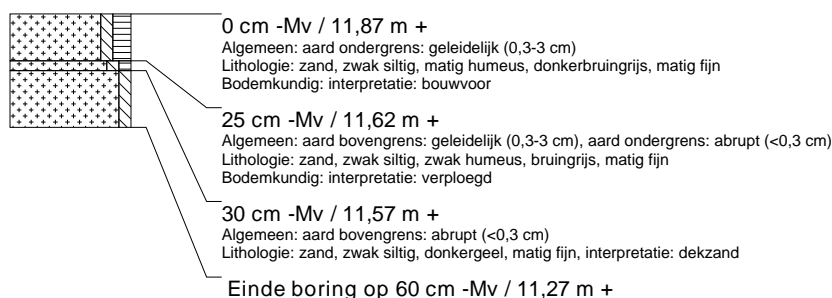 0 cm -Mv / 11,87 m +
Algemeen: aard ondergrens: geleidelijk (0,3-3 cm)
Lithologie: zand, zwak siltig, matig humeus, donkerbruingrijs, matig fijn
Bodemkundig: interpretatie: bouwvoor
25 cm -Mv / 11,62 m +
Algemeen: aard bovengrens: geleidelijk (0,3-3 cm), aard ondergrens: abrupt (<0,3 cm)
Lithologie: zand, zwak siltig, zwak humeus, bruingrijs, matig fijn
Bodemkundig: interpretatie: verploegd
30 cm -Mv / 11,57 m +
Algemeen: aard bovengrens: abrupt (<0,3 cm)
Lithologie: zand, zwak siltig, donkergeel, matig fijn, interpretatie: dekzand
Einde boring op 60 cm -Mv / 11,27 m +